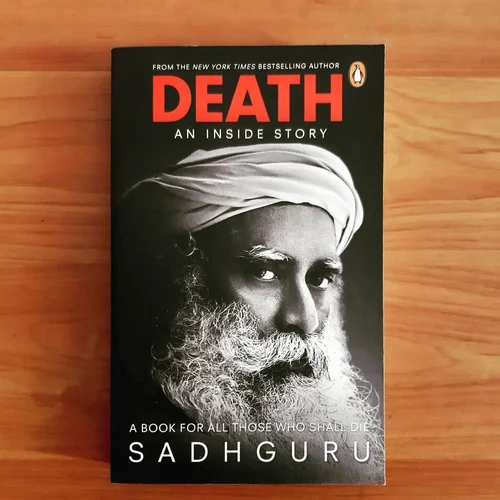 FROM THE NEW YORK TIMES BESTSELLING AUTHOR
DEATH
AN INSIDE STORY
A BOOK FOR ALL THOSE WHO SHALL DIE
SADHGURU